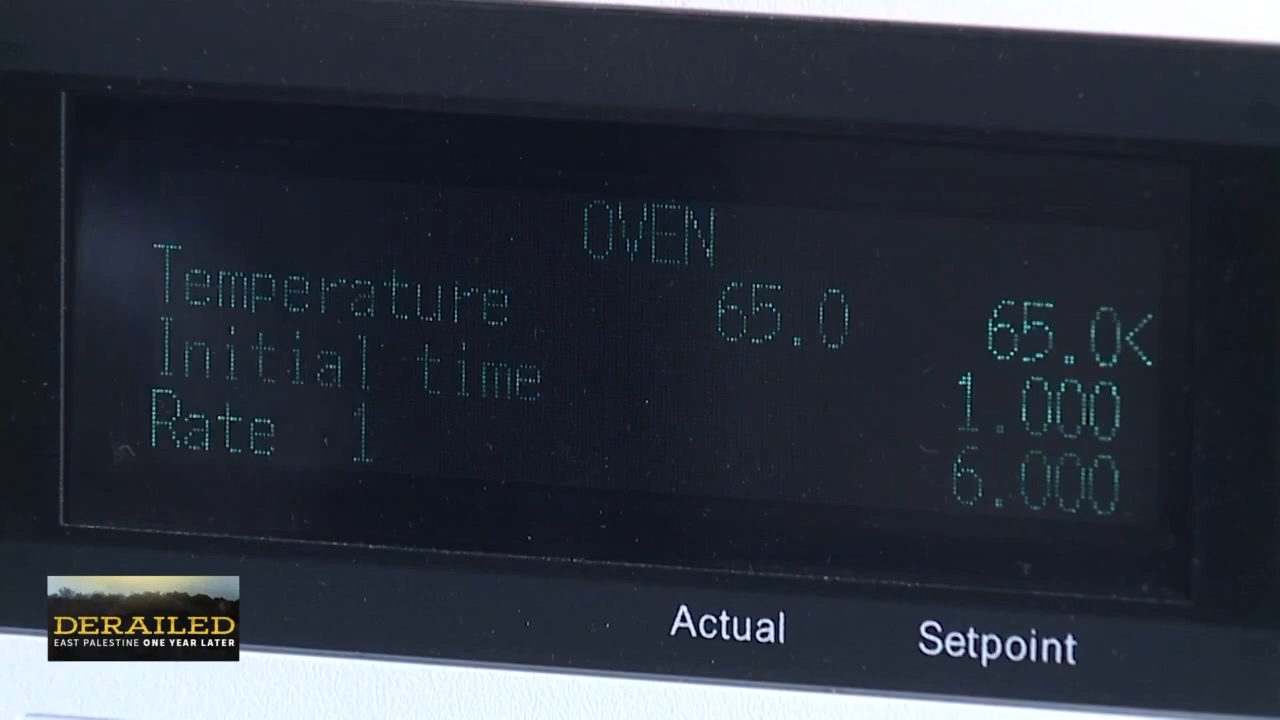 OVEN
Temperature 65.0 65.0<
Initial time 1.000
Rate 1 6.000
Actual Setpoint
DERAILED
EAST PALESTINE ONE YEAR LATER